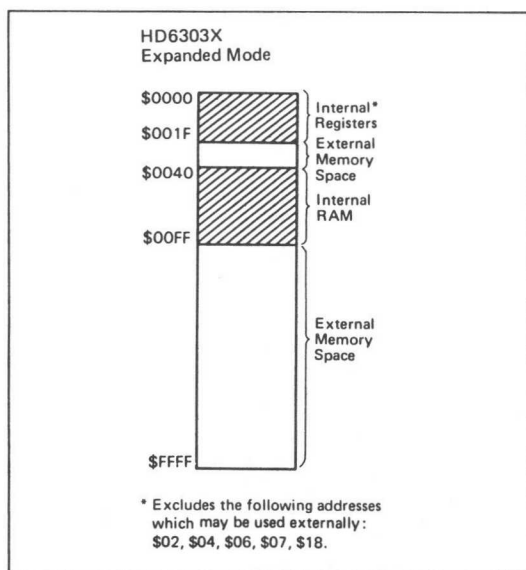 HD6303X
Expanded Mode
$0000
Internal*
Registers
$001F
External
Memory
Space
$0040
Internal
RAM
$00FF
External
Memory
Space
$FFFF
* Excludes the following addresses
which may be used externally:
$02, $04, $06, $07, $18.